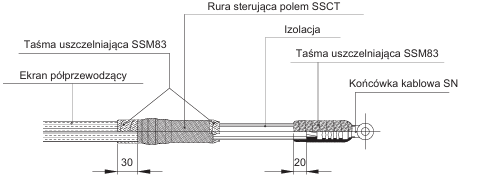 Rura sterująca polem SSCT
Izolacja
Taśma uszczelniająca SSM83
Taśma uszczelniająca SSM83
Ekran półprzewodzący
Końcówka kablowa SN
30
20